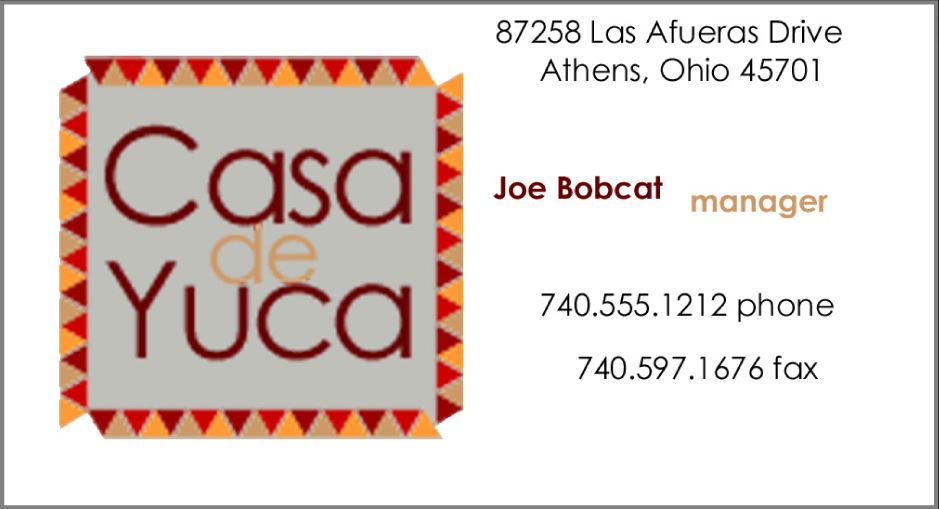 Casa
de
Yuca
87258 Las Afueras Drive
Athens, Ohio 45701
Joe Bobcat manager
740.555.1212 phone
740.597.1676 fax